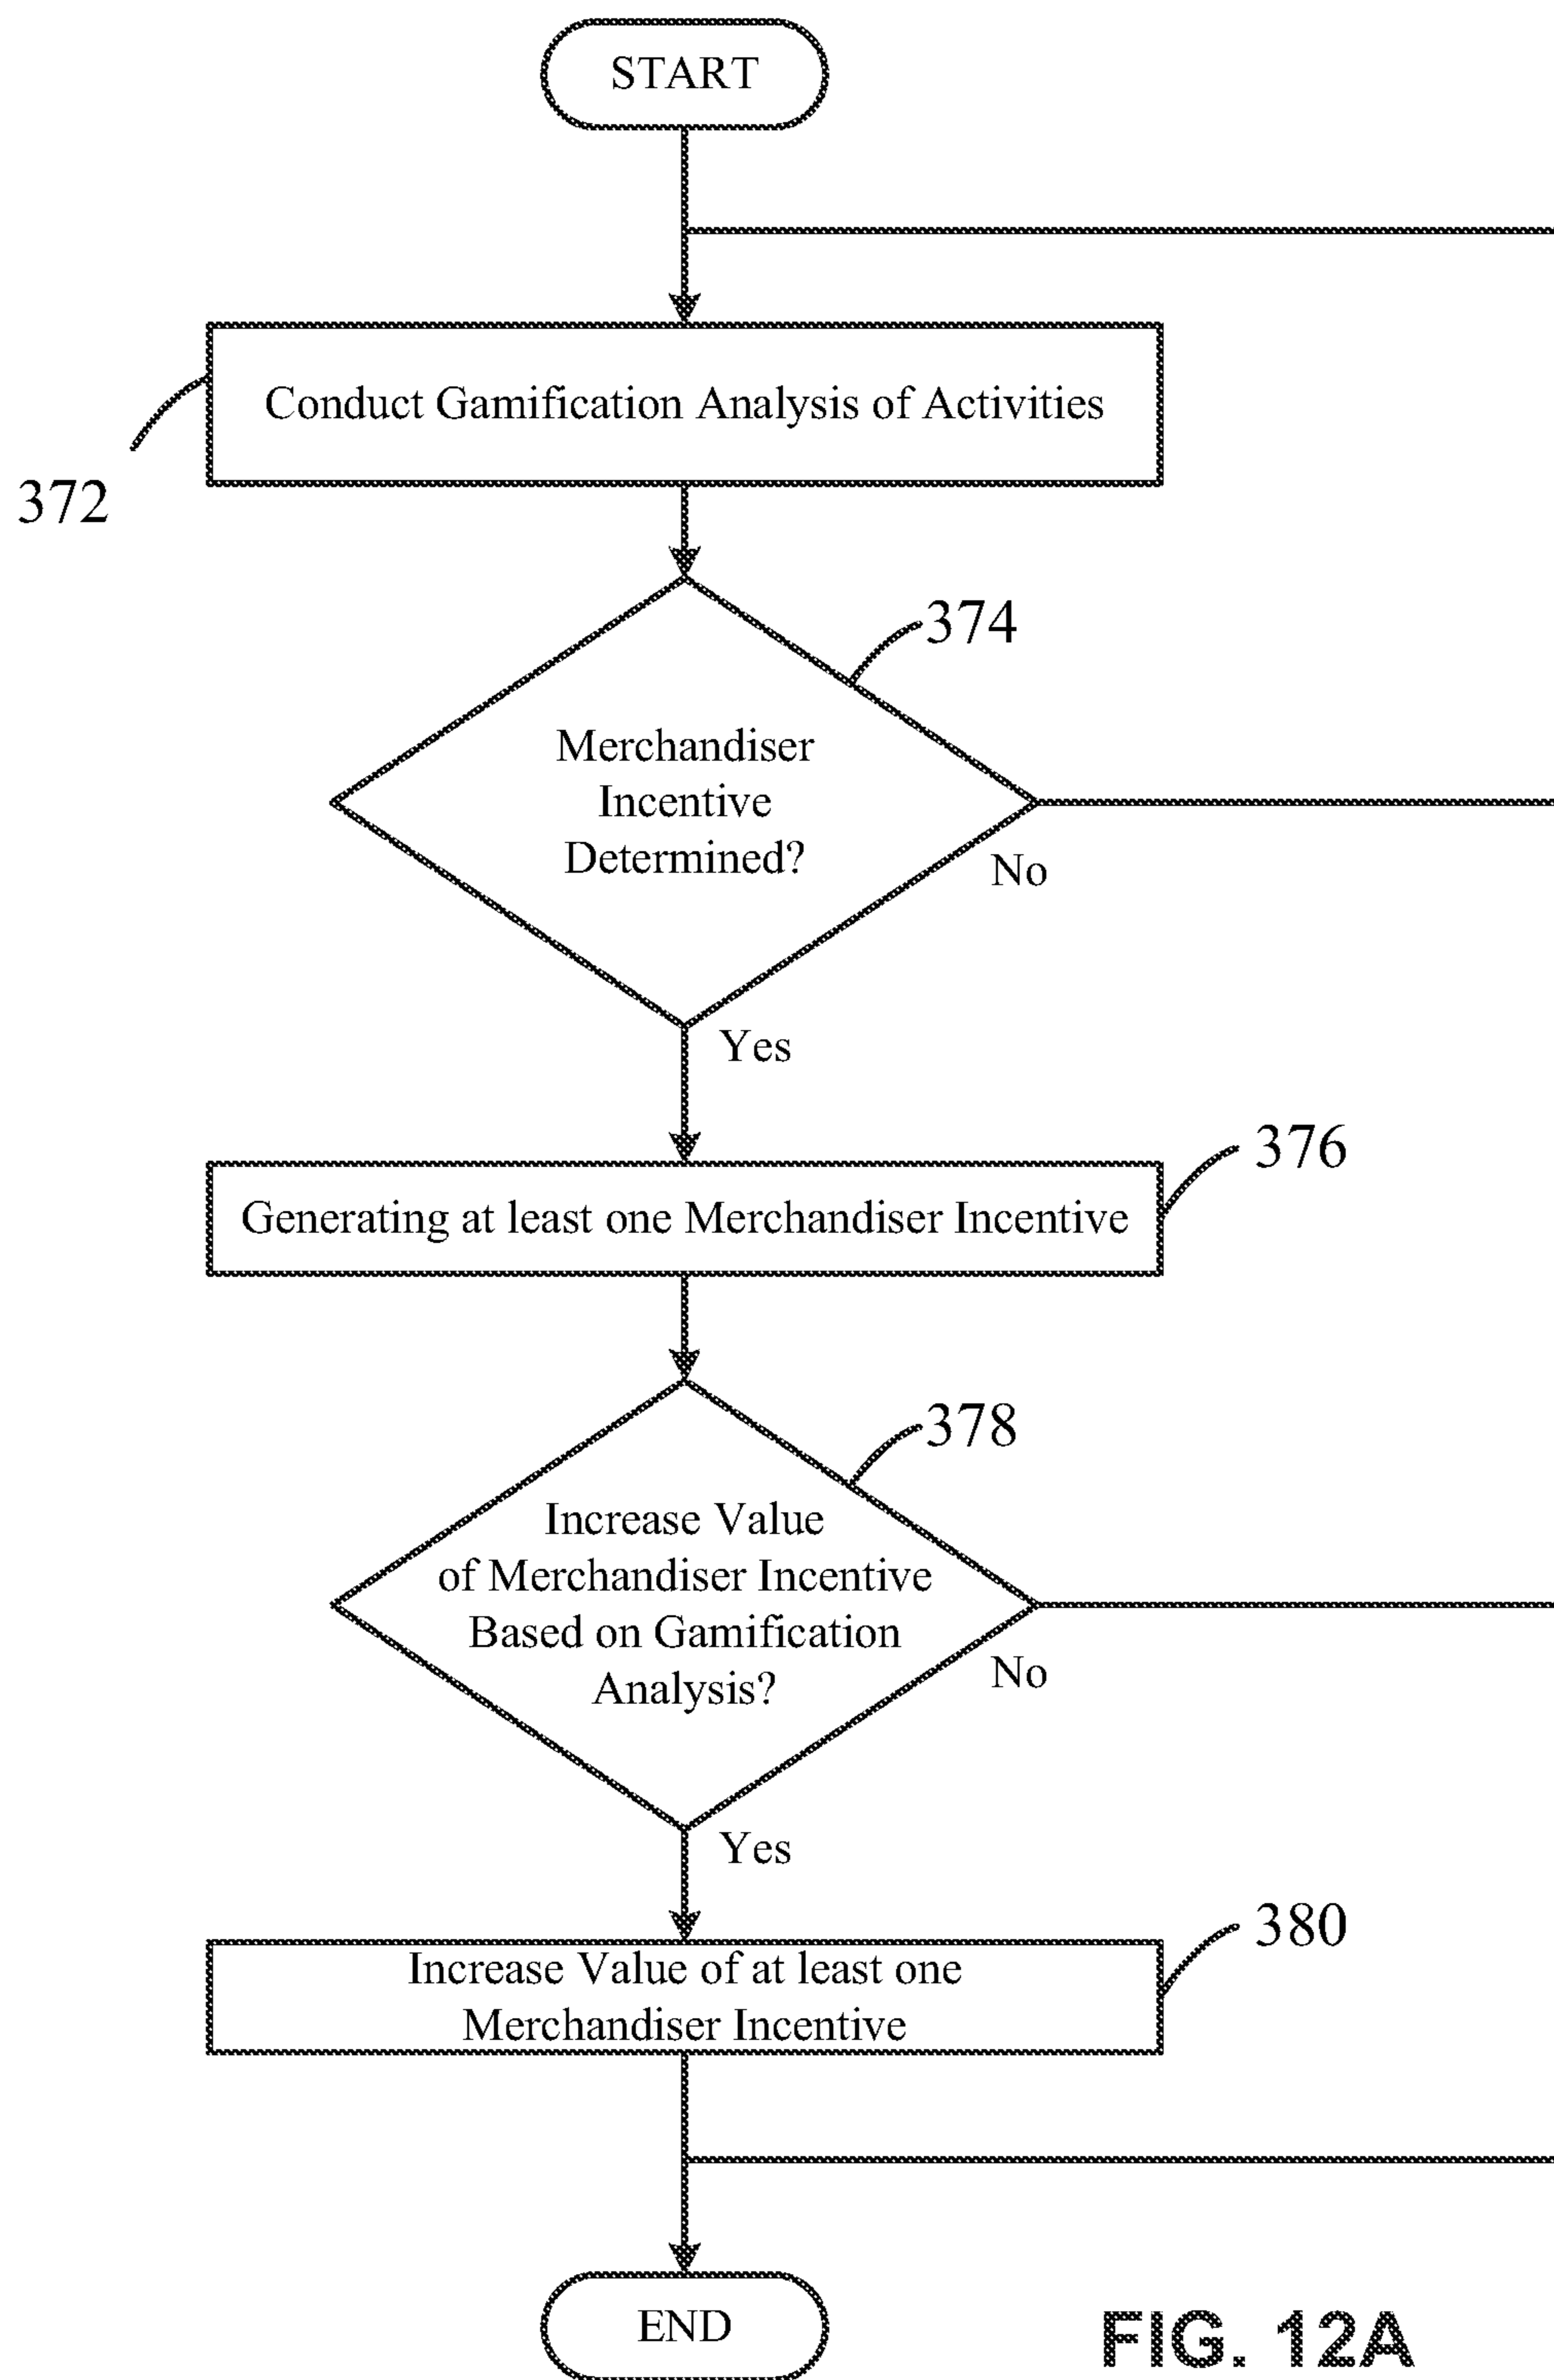 START
Conduct Gamification Analysis of Activities
372
374
Merchandiser
Incentive
Determined?
No
Yes
376
Generating at least one Merchandiser Incentive
378
Increase Value
of Merchandiser Incentive
Based on Gamification
Analysis?
No
Yes
380
Increase Value of at least one
Merchandiser Incentive
END
FIG. 12A